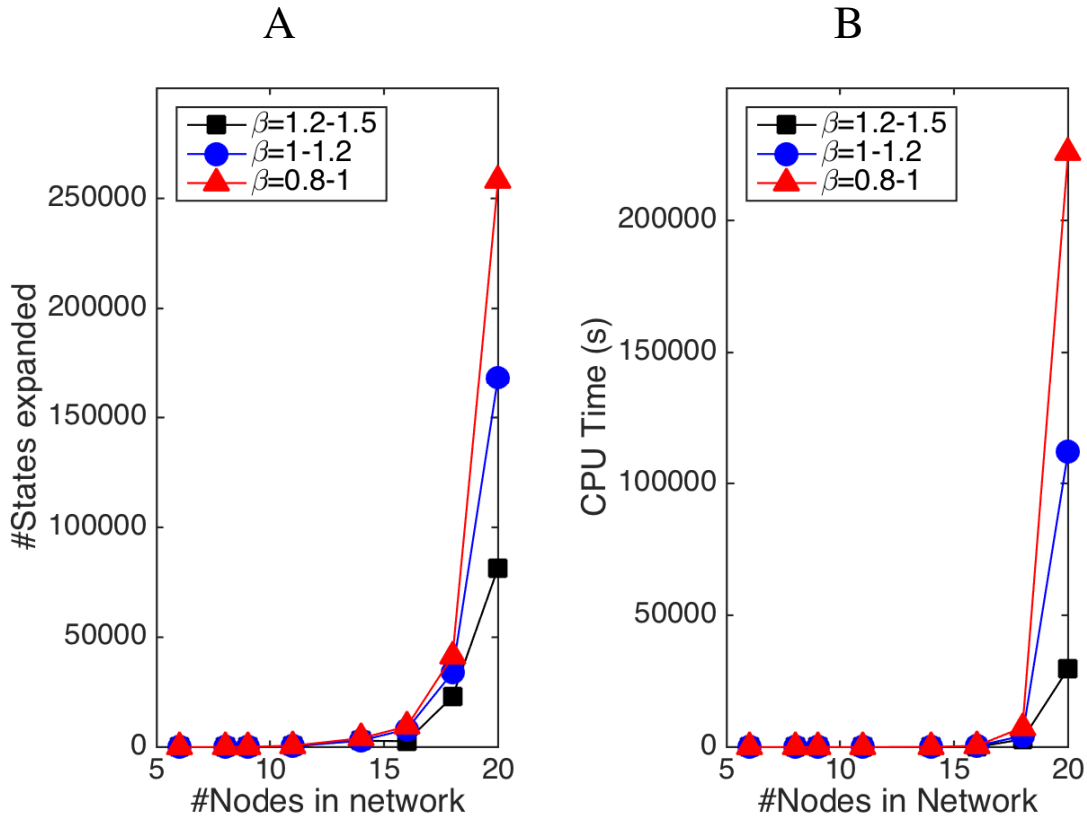 A
β=1.2-1.5
β=1-1.2
β=0.8-1
250000
200000
150000
100000
50000
0
5
10
15
20
#States expanded
#Nodes in network
B
β=1.2-1.5
β=1-1.2
β=0.8-1
200000
150000
100000
50000
0
5
10
15
20
CPU Time (s)
#Nodes in Network